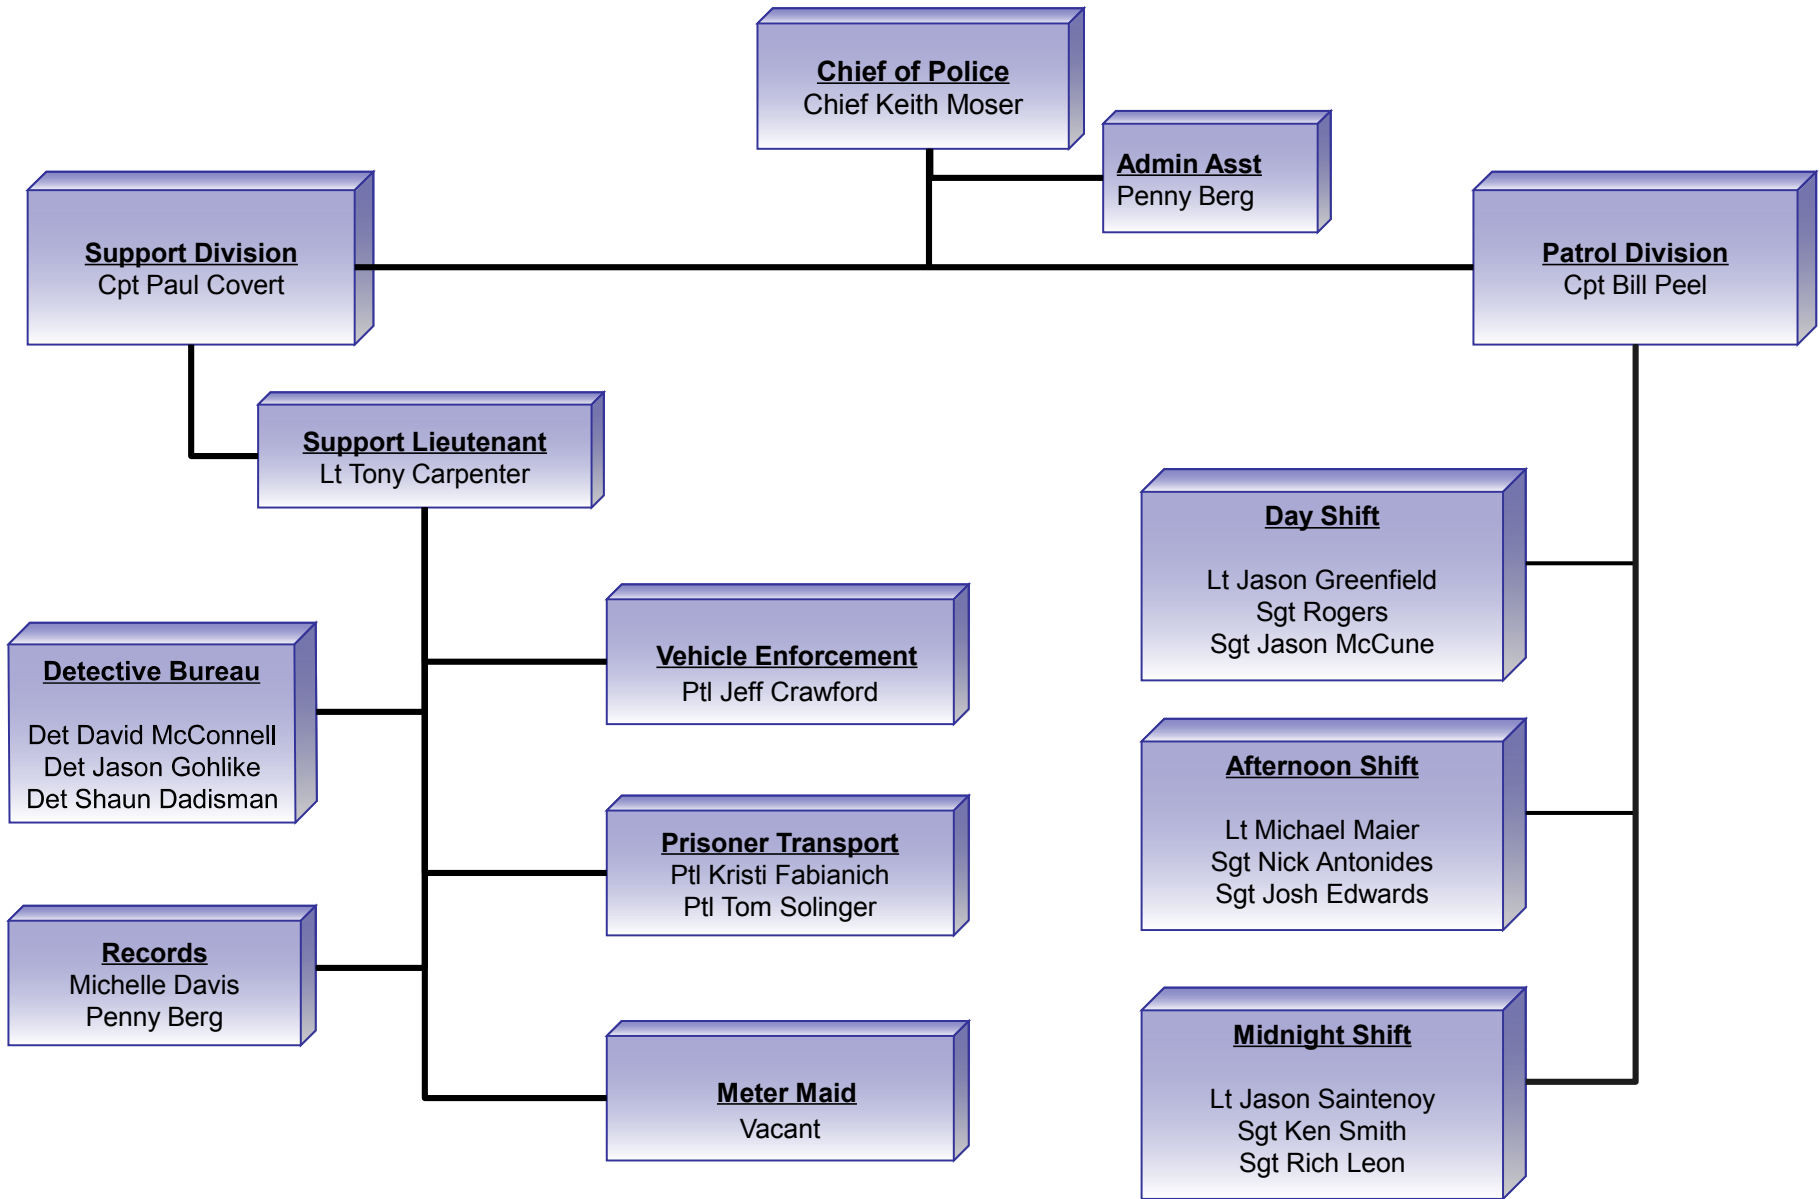 Chief of Police
Chief Keith Moser
Admin Asst
Penny Berg
Support Division
Cpt Paul Covert
Patrol Division
Cpt Bill Peel
Support Lieutenant
Lt Tony Carpenter
Detective Bureau
Det David McConnell
Det Jason Gohlike
Det Shaun Dadisman
Records
Michelle Davis
Penny Berg
Vehicle Enforcement
Ptl Jeff Crawford
Prisoner Transport
Ptl Kristi Fabianich
Ptl Tom Solinger
Meter Maid
Vacant
Day Shift
Lt Jason Greenfield
Sgt Rogers
Sgt Jason McCune
Afternoon Shift
Lt Michael Maier
Sgt Nick Antonides
Sgt Josh Edwards
Midnight Shift
Lt Jason Saintenoy
Sgt Ken Smith
Sgt Rich Leon